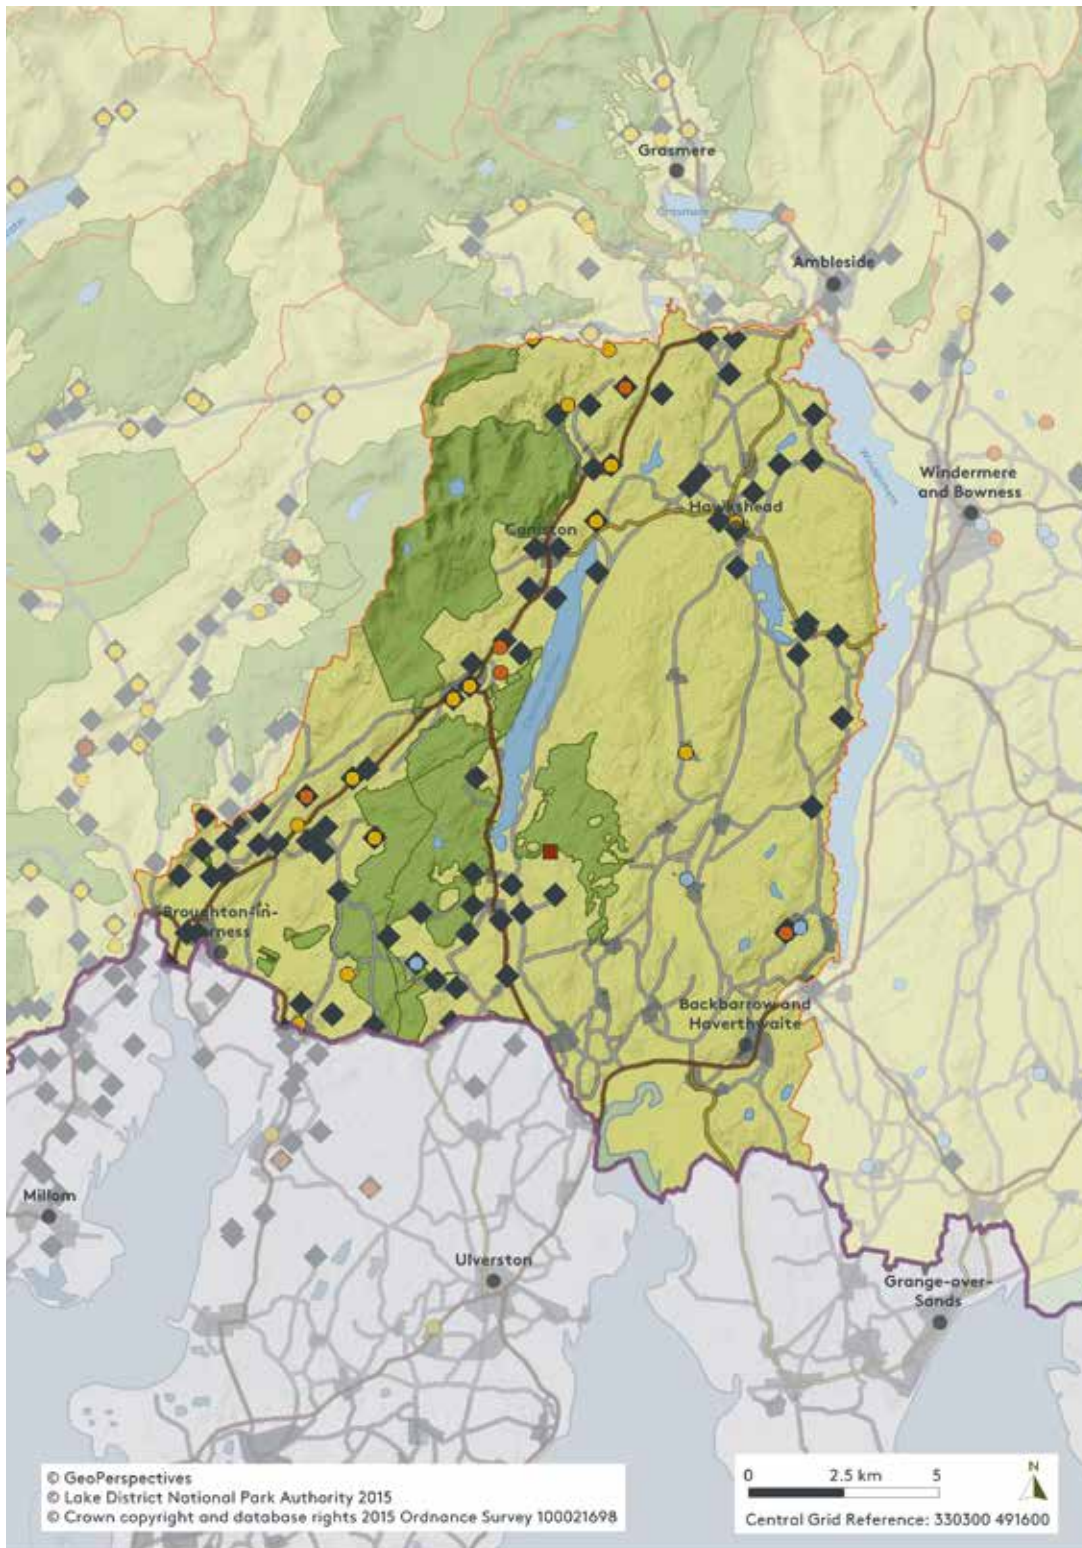 Grasmere
Grasmere
Ambleside
Windermere
and Bowness
Windermere
Hawkshead
Coniston
Broughton-in-
Furness
Backbarrow and
Haverthwaite
Millom
Ulverston
Grange-over-
Sands
© GeoPerspectives
© Lake District National Park Authority 2015
© Crown copyright and database rights 2015 Ordnance Survey 100021698
0 2.5 km 5
N
Central Grid Reference: 330300 491600